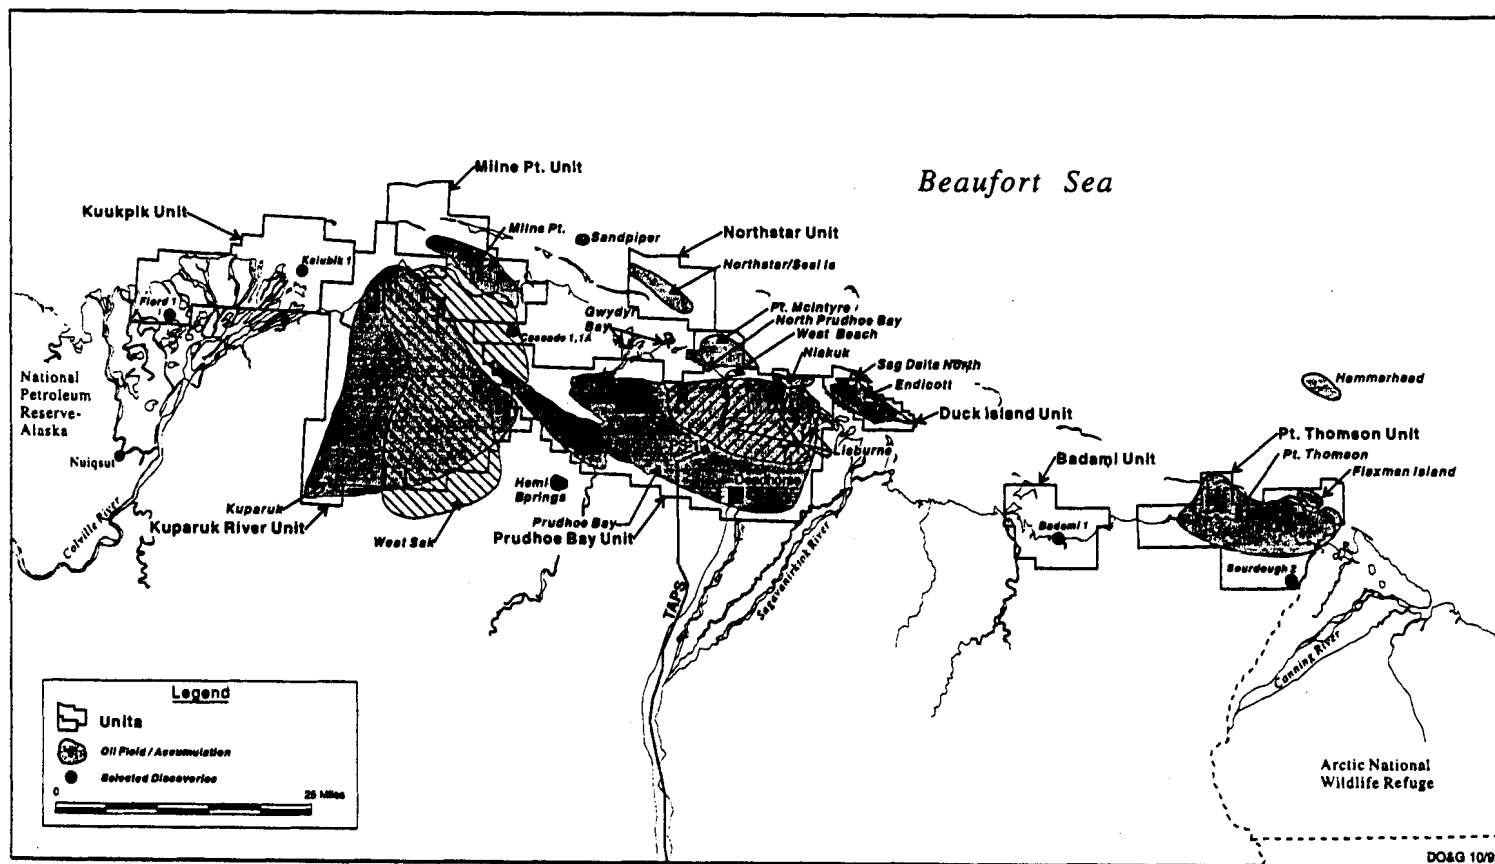 Beaufort Sea
Milne Pt. Unit
Kuukpik Unit
Milne Pt.
Sandpiper
Northstar Unit
Northstar/Seal Is
Kalubik 1
Fiord 1
Gwydyr
Bay
Pt. McIntyre
North Prudhoe Bay
West Beach
Cascade 1,1A
Niakuk
Sag Delta North
Endicott
Duck Island Unit
Hammerhead
National
Petroleum
Reserve-
Alaska
Nuiqsut
Lisburne
Pt. Thomson Unit
Pt. Thomson
Flaxman Island
Badami Unit
Deadhorse
Hemi
Springs
Kuparuk
Kuparuk River Unit
West Sak
Prudhoe Bay
Prudhoe Bay Unit
Colville River
Badami 1
Sourdough 2
TAPS
Sagavanirktok River
Canning River
Legend
Units
Oil Field / Accumulation
Selected Discoveries
0
25 Miles
Arctic National
Wildlife Refuge
DO&G 10/9